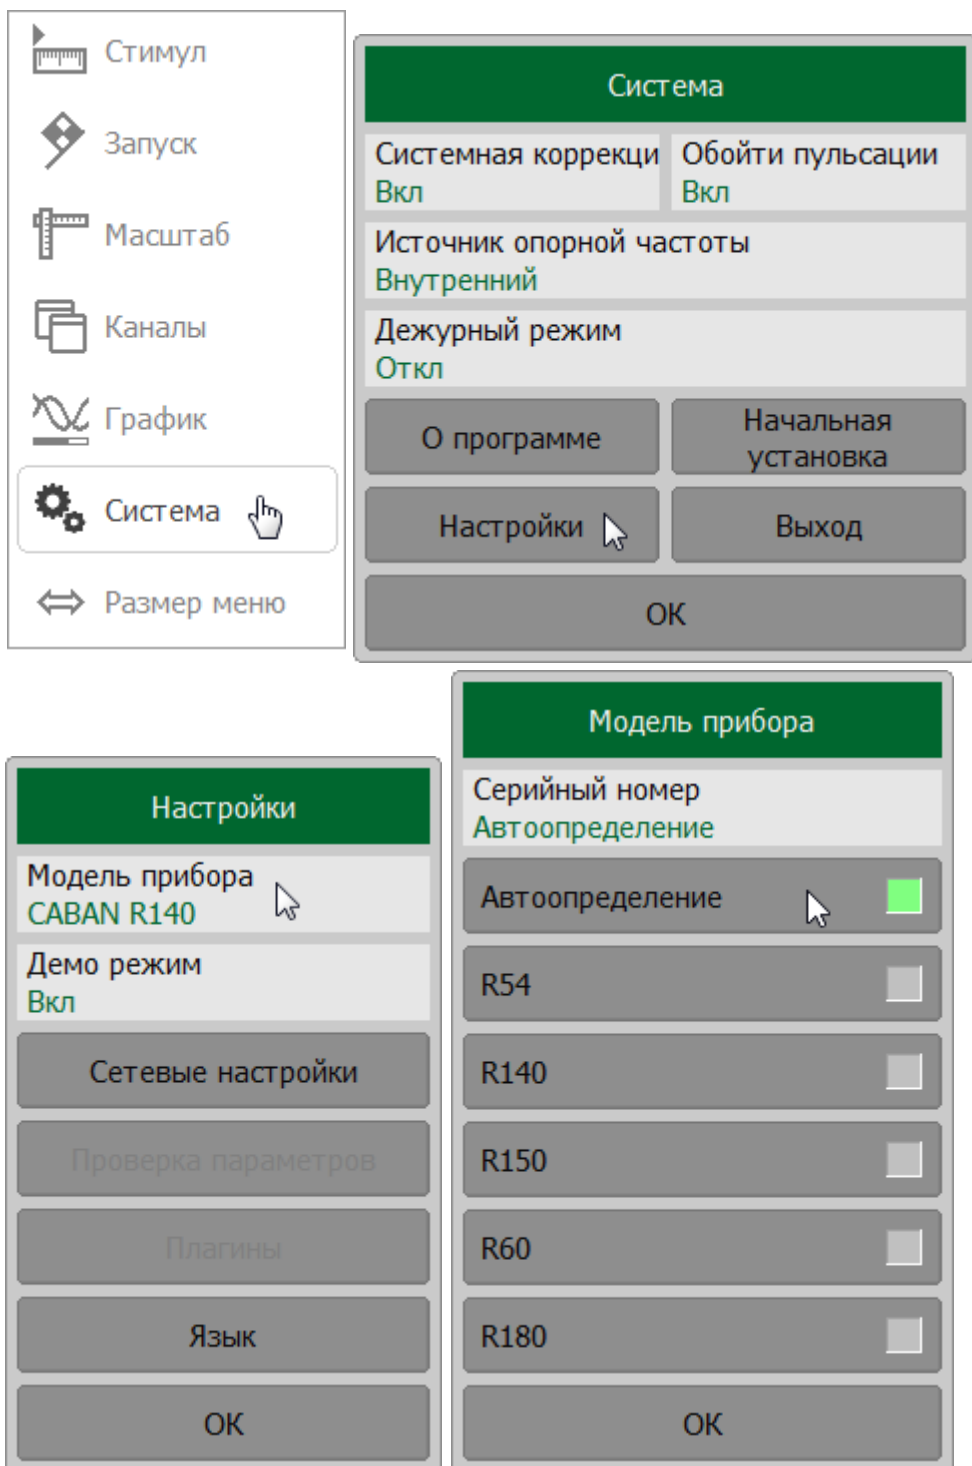 Стимул
Запуск
Масштаб
Каналы
График
Система
Размер меню
Система
Системная коррекци
Вкл
Обойти пульсации
Вкл
Источник опорной частоты
Внутренний
Дежурный режим
Откл
О программе
Начальная
установка
Настройки
Выход
ОК
Настройки
Модель прибора
CABAN R140
Демо режим
Вкл
Сетевые настройки
Проверка параметров
Плагины
Язык
ОК
Модель прибора
Серийный номер
Автоопределение
Автоопределение
R54
R140
R150
R60
R180
ОК